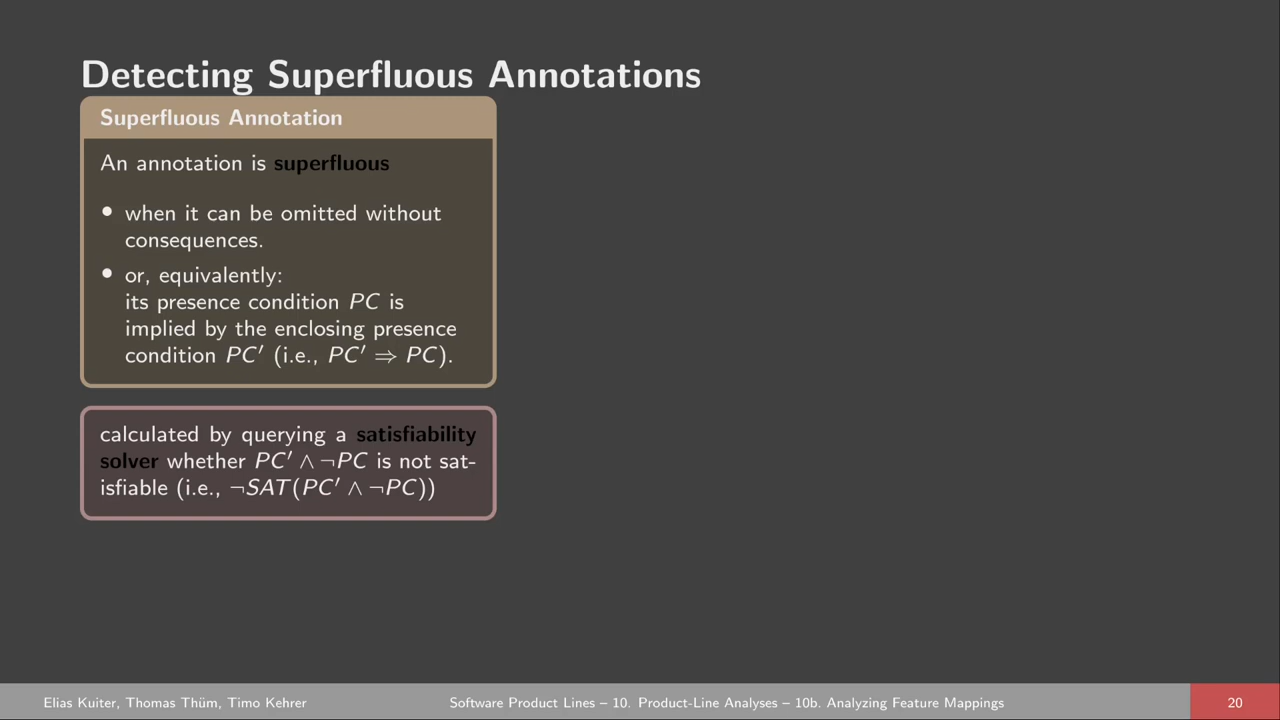 Detecting Superfluous Annotations
Superfluous Annotation
An annotation is superfluous
• when it can be omitted without
consequences.
• or, equivalently:
its presence condition PC is
implied by the enclosing presence
condition PC′ (i.e., PC′ ⇒ PC).
calculated by querying a satisfiability
solver whether PC′ ∧ ¬PC is not sat-
isfiable (i.e., ¬SAT(PC′ ∧ ¬PC))
Elias Kuiter, Thomas Thüm, Timo Kehrer Software Product Lines – 10. Product-Line Analyses – 10b. Analyzing Feature Mappings 20